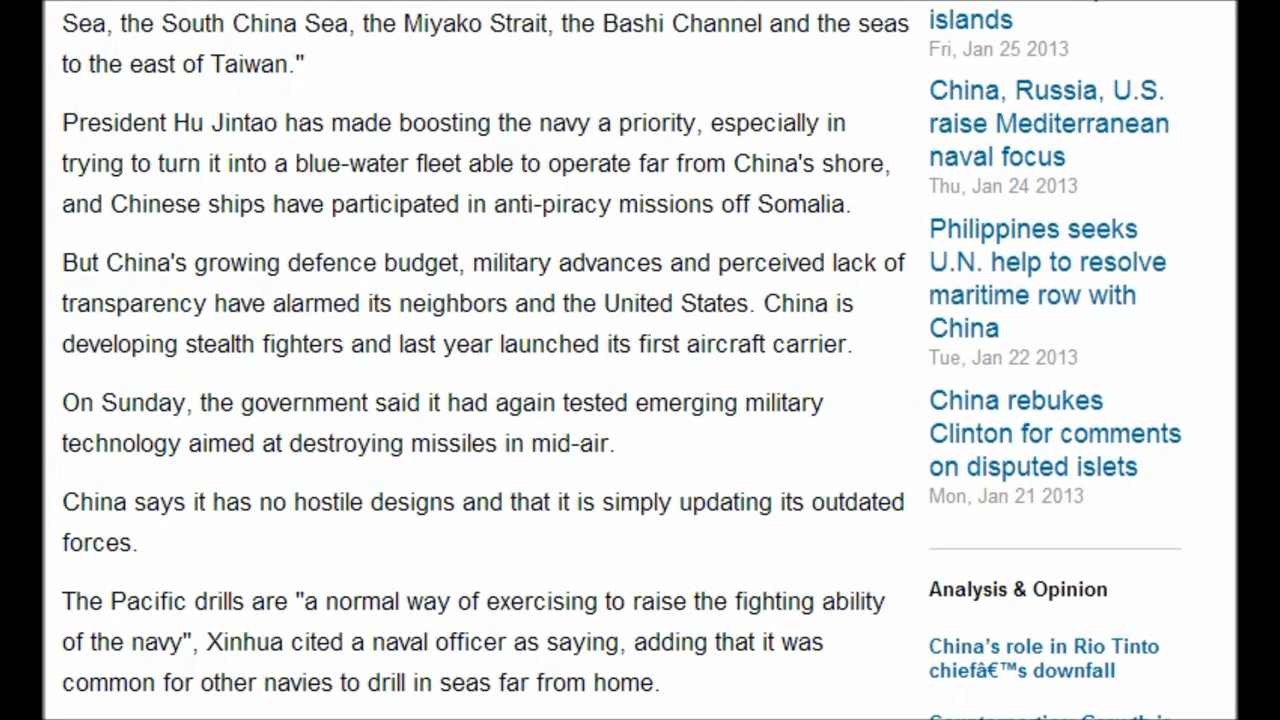 Sea, the South China Sea, the Miyako Strait, the Bashi Channel and the seas
to the east of Taiwan."
President Hu Jintao has made boosting the navy a priority, especially in
trying to turn it into a blue-water fleet able to operate far from China's shore,
and Chinese ships have participated in anti-piracy missions off Somalia.
But China's growing defence budget, military advances and perceived lack of
transparency have alarmed its neighbors and the United States. China is
developing stealth fighters and last year launched its first aircraft carrier.
On Sunday, the government said it had again tested emerging military
technology aimed at destroying missiles in mid-air.
China says it has no hostile designs and that it is simply updating its outdated
forces.
The Pacific drills are "a normal way of exercising to raise the fighting ability
of the navy", Xinhua cited a naval officer as saying, adding that it was
common for other navies to drill in seas far from home.
islands
Fri, Jan 25 2013
China, Russia, U.S.
raise Mediterranean
naval focus
Thu, Jan 24 2013
Philippines seeks
U.N. help to resolve
maritime row with
China
Tue, Jan 22 2013
China rebukes
Clinton for comments
on disputed islets
Mon, Jan 21 2013
Analysis & Opinion
China’s role in Rio Tinto
chiefâ€™s downfall